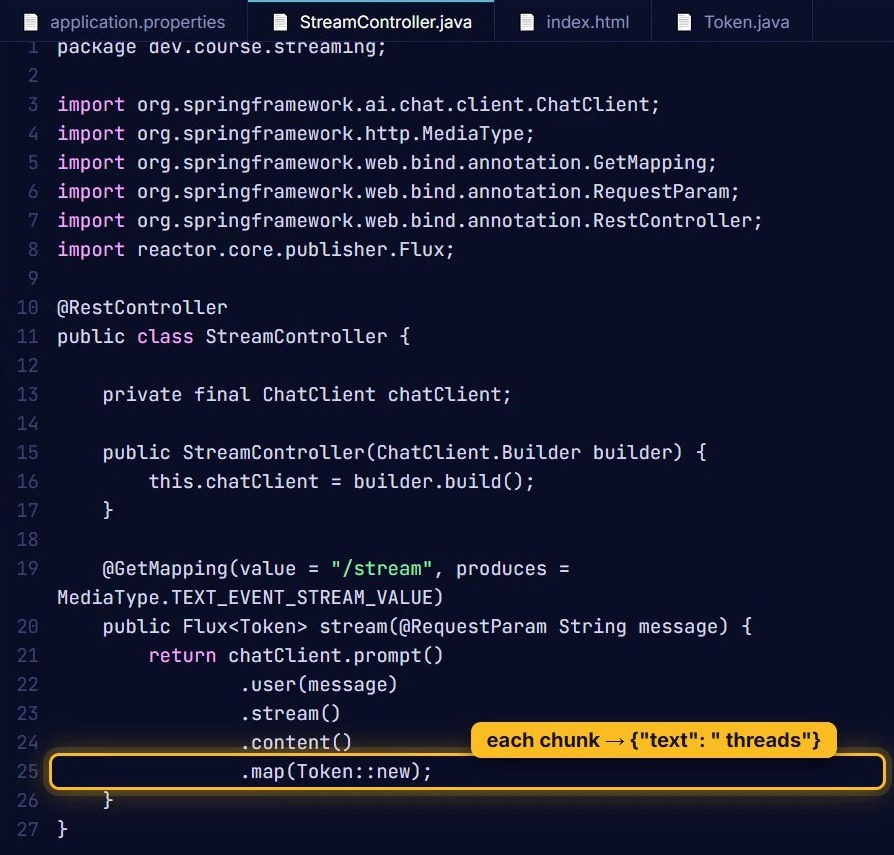 application.properties
StreamController.java
index.html
Token.java
1 package dev.course.streaming;
2
3 import org.springframework.ai.chat.client.ChatClient;
4 import org.springframework.http.MediaType;
5 import org.springframework.web.bind.annotation.GetMapping;
6 import org.springframework.web.bind.annotation.RequestParam;
7 import org.springframework.web.bind.annotation.RestController;
8 import reactor.core.publisher.Flux;
9
10 @RestController
11 public class StreamController {
12
13     private final ChatClient chatClient;
14
15     public StreamController(ChatClient.Builder builder) {
16         this.chatClient = builder.build();
17     }
18
19     @GetMapping(value = "/stream", produces =
MediaType.TEXT_EVENT_STREAM_VALUE)
20     public Flux<Token> stream(@RequestParam String message) {
21         return chatClient.prompt()
22                 .user(message)
23                 .stream()
24                 .content()
each chunk → {"text": " threads"}
25                 .map(Token::new);
26     }
27 }